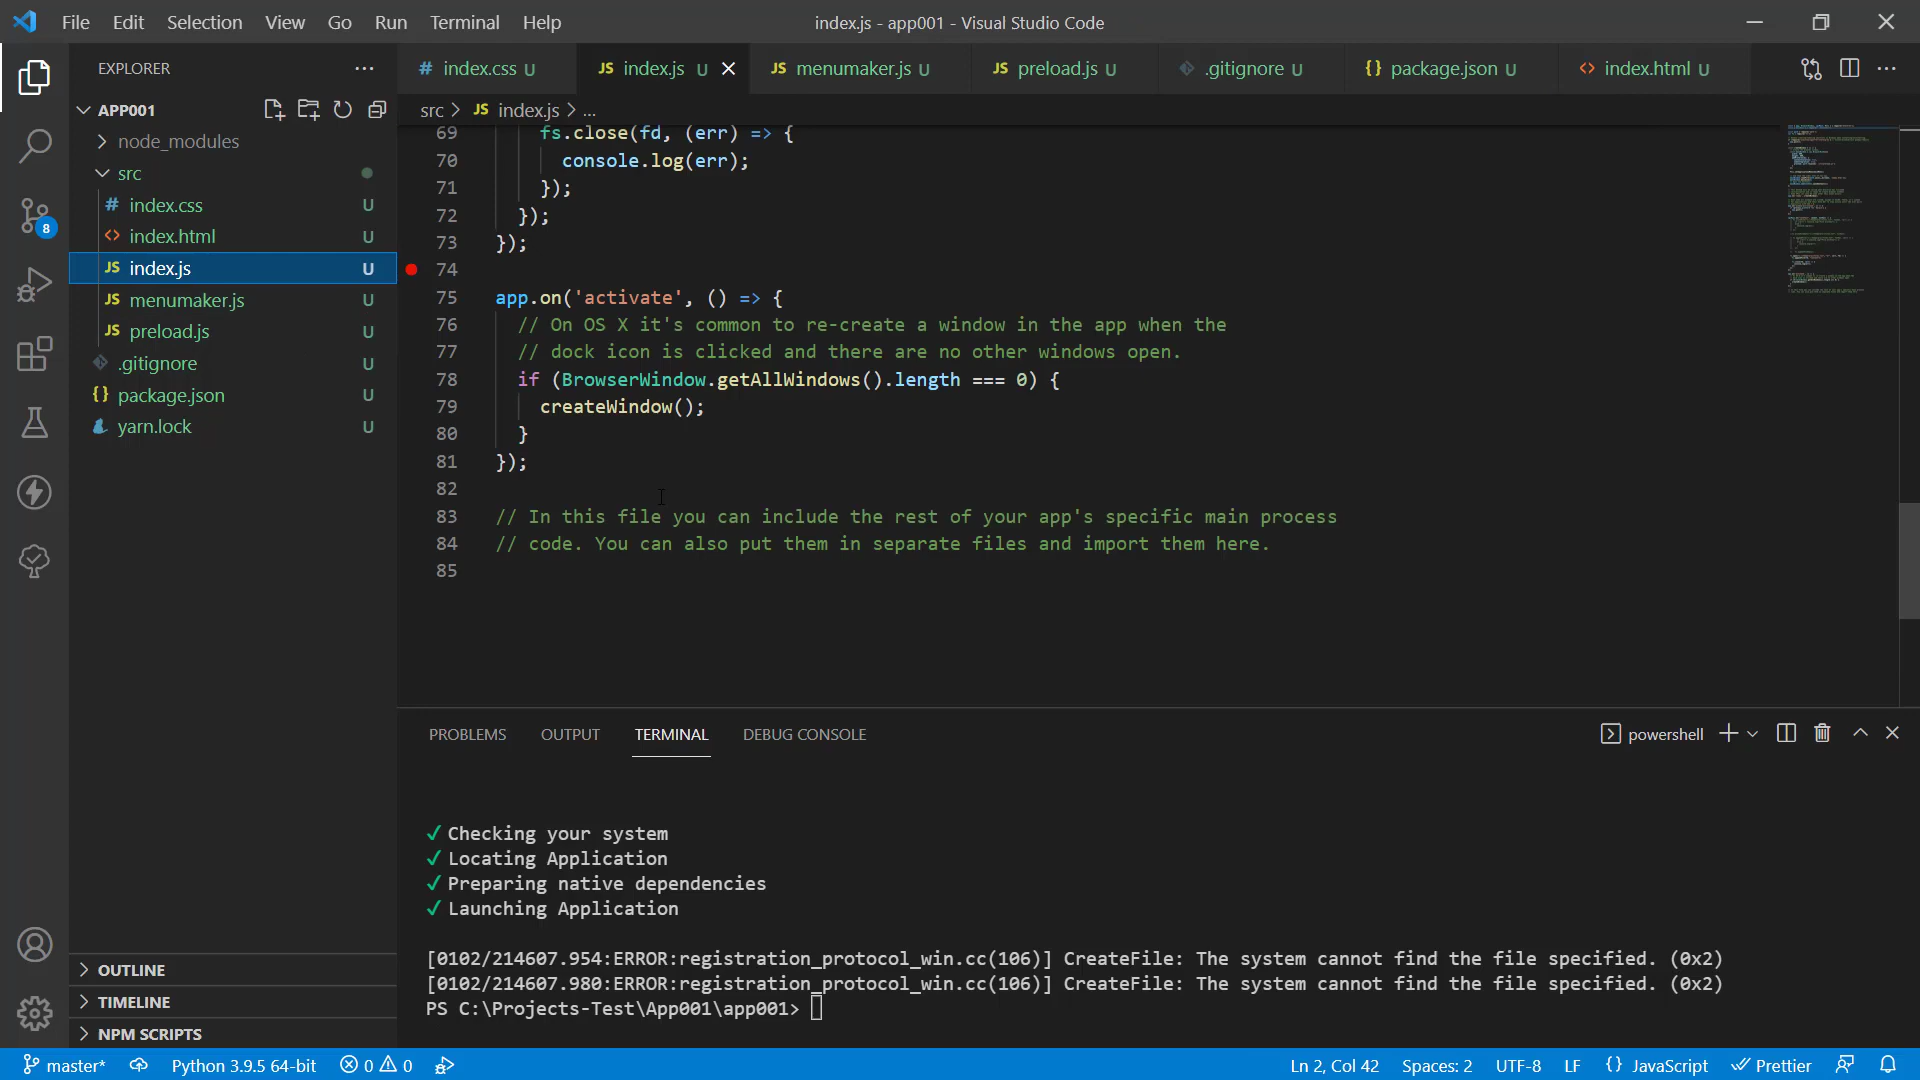 File Edit Selection View Go Run Terminal Help
index.js - app001 - Visual Studio Code
EXPLORER
APP001
node_modules
src
# index.css U
<> index.html U
JS index.js U
JS menumaker.js U
JS preload.js U
.gitignore U
{} package.json U
yarn.lock U
OUTLINE
TIMELINE
NPM SCRIPTS
8
# index.css U
JS index.js U
JS menumaker.js U
JS preload.js U
.gitignore U
{} package.json U
<> index.html U
src > JS index.js > ...
69 fs.close(fd, (err) => {
70 console.log(err);
71 });
72 });
73 });
74
75 app.on('activate', () => {
76 // On OS X it's common to re-create a window in the app when the
77 // dock icon is clicked and there are no other windows open.
78 if (BrowserWindow.getAllWindows().length === 0) {
79 createWindow();
80 }
81 });
82
83 // In this file you can include the rest of your app's specific main process
84 // code. You can also put them in separate files and import them here.
85
PROBLEMS OUTPUT TERMINAL DEBUG CONSOLE
powershell
✓ Checking your system
✓ Locating Application
✓ Preparing native dependencies
✓ Launching Application
[0102/214607.954:ERROR:registration_protocol_win.cc(106)] CreateFile: The system cannot find the file specified. (0x2)
[0102/214607.980:ERROR:registration_protocol_win.cc(106)] CreateFile: The system cannot find the file specified. (0x2)
PS C:\Projects-Test\App001\app001>
master* Python 3.9.5 64-bit 0 0
Ln 2, Col 42 Spaces: 2 UTF-8 LF {} JavaScript Prettier